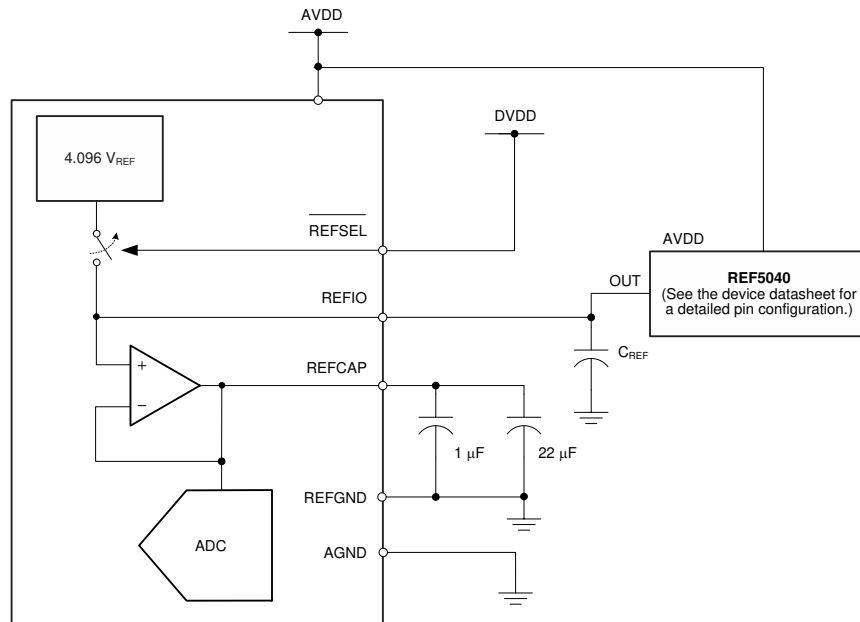 AVDD
DVDD
4.096 VREF
REFSEL
AVDD
REF5040
(See the device datasheet for
a detailed pin configuration.)
OUT
REFIO
CREF
REFCAP
+
−
1 μF
22 μF
REFGND
ADC
AGND